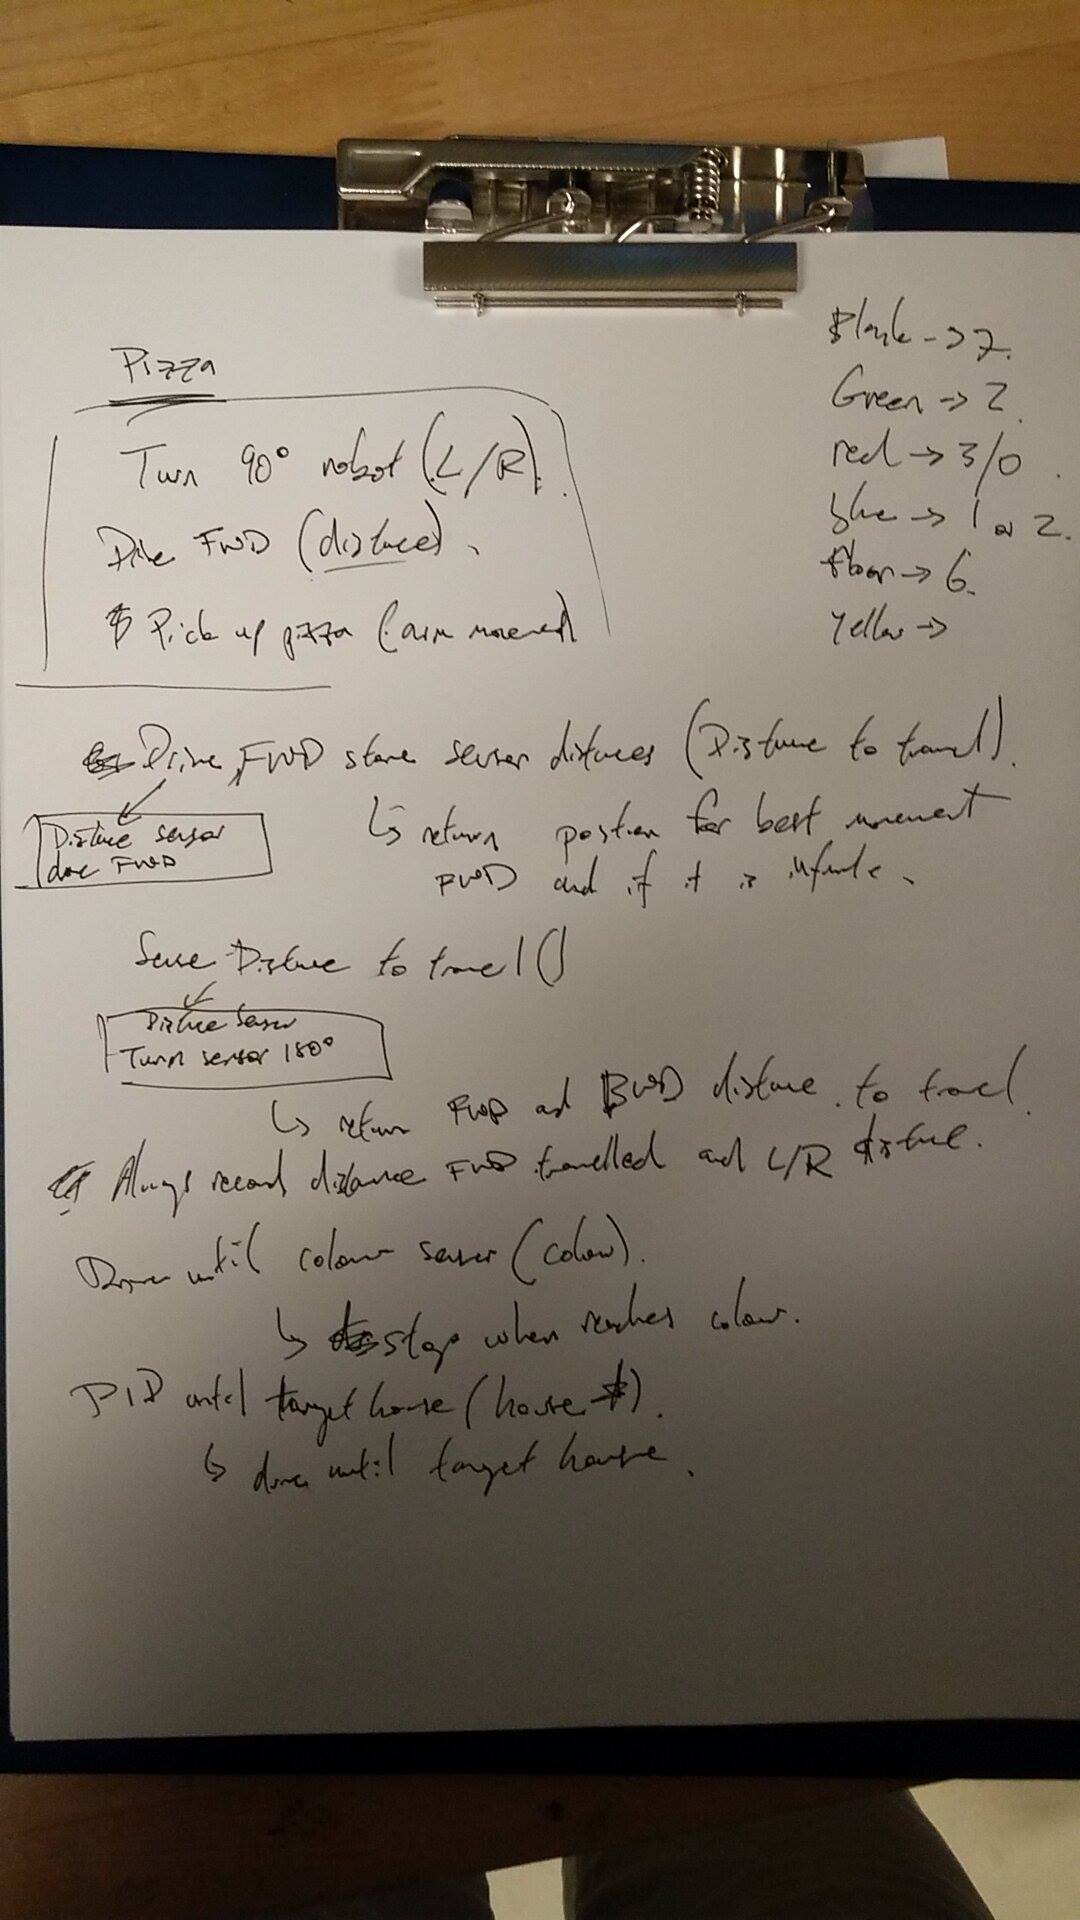 Pizza
Turn 90° robot (L/R).
Drive FWD (distance).
Pick up pizza (arm movement)
Black -> 7.
Green -> 2.
red -> 3/0.
blue -> 1 or 2.
floor -> 6.
Yellow ->
Drive FWD store sensor distances (Distance to travel).
Distance sensor
done FWD
↳ return position for best movement
FWD and if it is infinite.
Sense Distance to travel ()
Distance Sensor
Turn sensor 180°
↳ return FWD and BWD distance to travel.
Always record distance FWD travelled and L/R distance.
Drive until colour sensor (colour).
↳ stop when reaches colour.
PID until target house (house #).
↳ drive until target house.